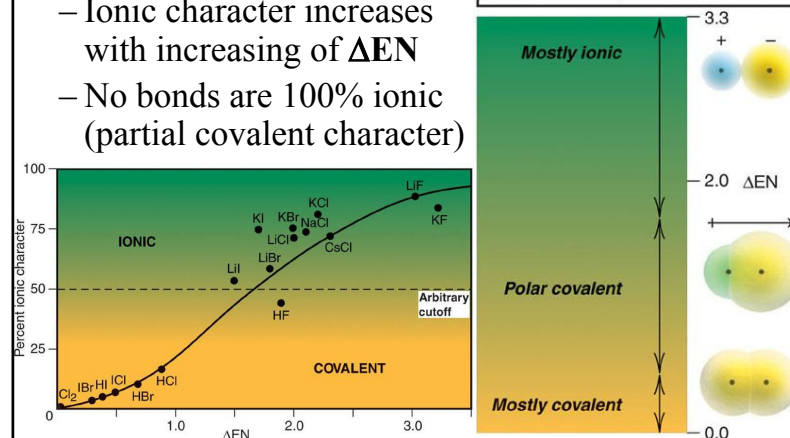 – Ionic character increases
with increasing of ΔEN
– No bonds are 100% ionic
(partial covalent character)
Percent ionic character
100
75
50
25
0
1.0
2.0
3.0
ΔEN
IONIC
COVALENT
Arbitrary
cutoff
Cl2
IBr
HI
ICl
HBr
HCl
LiI
HF
KI
LiBr
KBr
LiCl
NaCl
KCl
CsCl
LiF
KF
Mostly ionic
Polar covalent
Mostly covalent
3.3
2.0 ΔEN
0.0
+ –